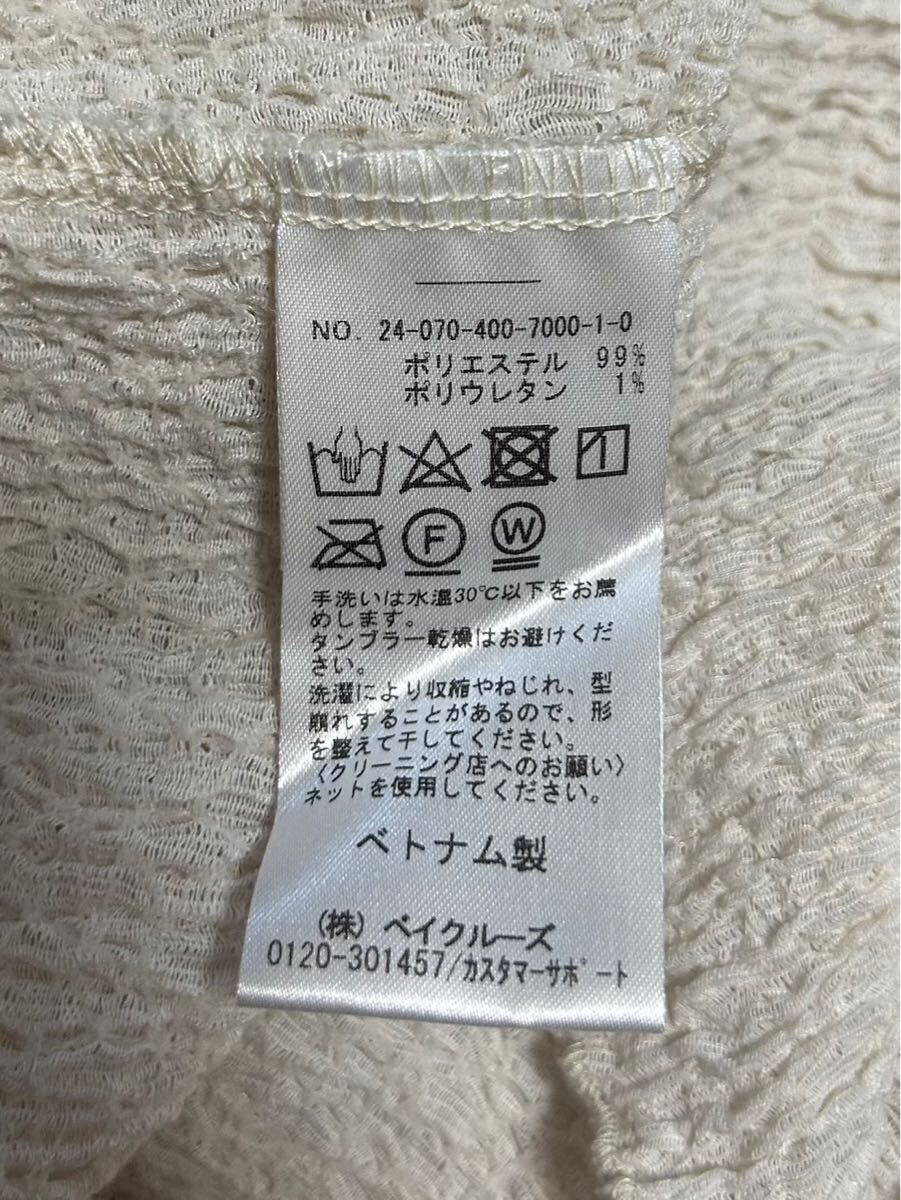 NO. 24-070-400-7000-1-0
ポリエステル 99%
ポリウレタン 1%
F W
手洗いは水温30℃以下をお薦
めします。
タンブラー乾燥はお避けくだ
さい。
洗濯により収縮やねじれ、型
崩れすることがあるので、形
を整えて干してください。
〈クリーニング店へのお願い〉
ネットを使用してください。
ベトナム製
(株) ベイクルーズ
0120-301457/カスタマーサポート